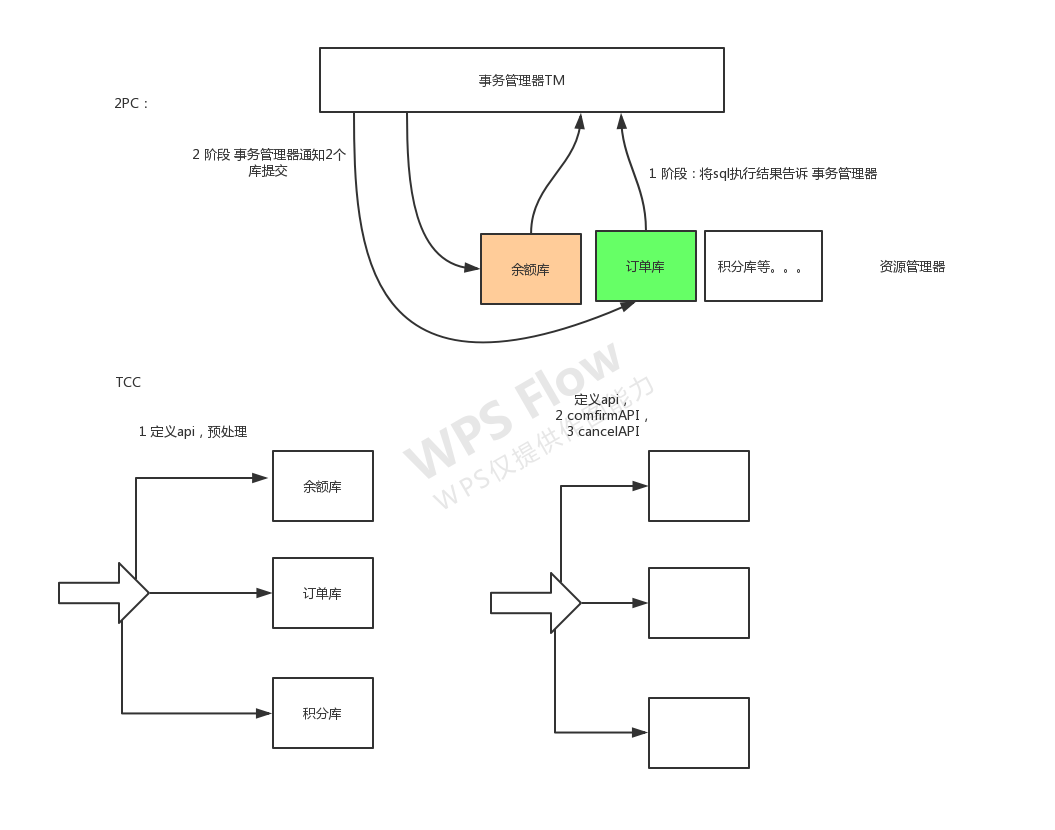 事务管理器TM
2PC：
2 阶段 事务管理器通知2个
库提交
1 阶段：将sql执行结果告诉 事务管理器
余额库
订单库
积分库等。。。
资源管理器
TCC
1 定义api，预处理
定义api，
2 comfirmAPI，
3 cancelAPI
WPS Flow
WPS仅提供作图能力
余额库
订单库
积分库